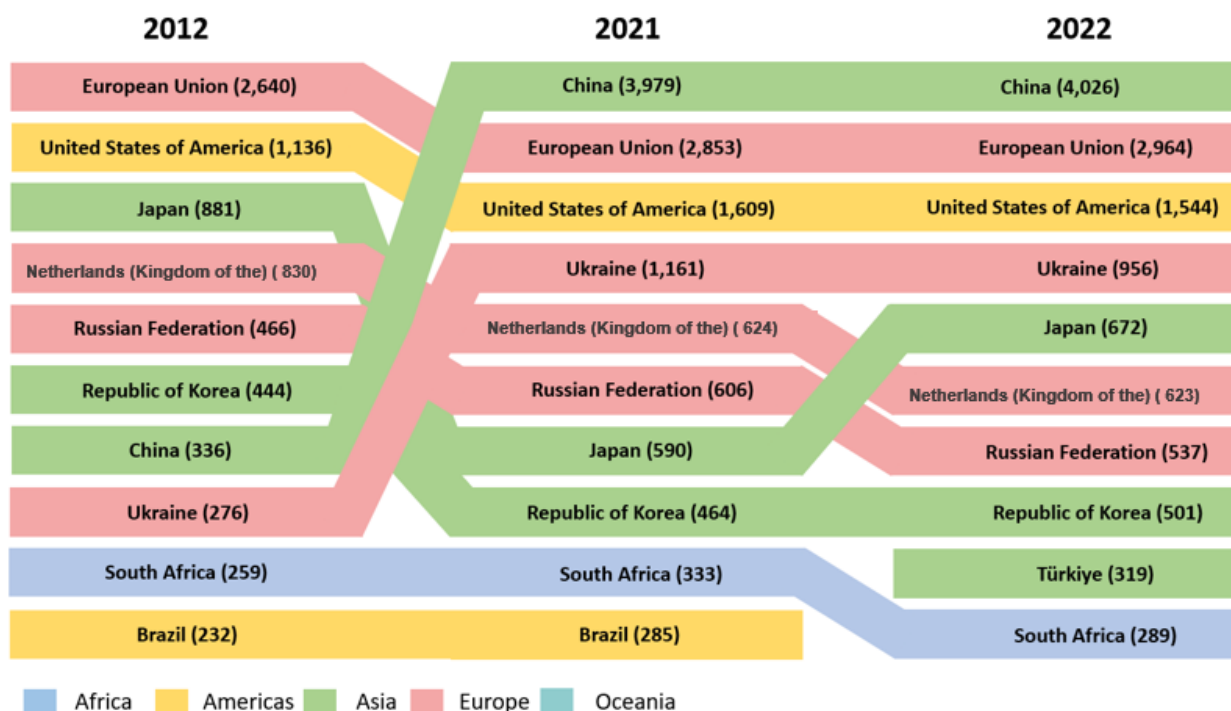 2012 2021 2022
European Union (2,640) China (3,979) China (4,026)
United States of America (1,136) European Union (2,853) European Union (2,964)
Japan (881) United States of America (1,609) United States of America (1,544)
Netherlands (Kingdom of the) ( 830) Ukraine (1,161) Ukraine (956)
Russian Federation (466) Netherlands (Kingdom of the) ( 624) Japan (672)
Republic of Korea (444) Russian Federation (606) Netherlands (Kingdom of the) ( 623)
China (336) Japan (590) Russian Federation (537)
Ukraine (276) Republic of Korea (464) Republic of Korea (501)
South Africa (259) South Africa (333) Türkiye (319)
Brazil (232) Brazil (285) South Africa (289)
Africa Americas Asia Europe Oceania